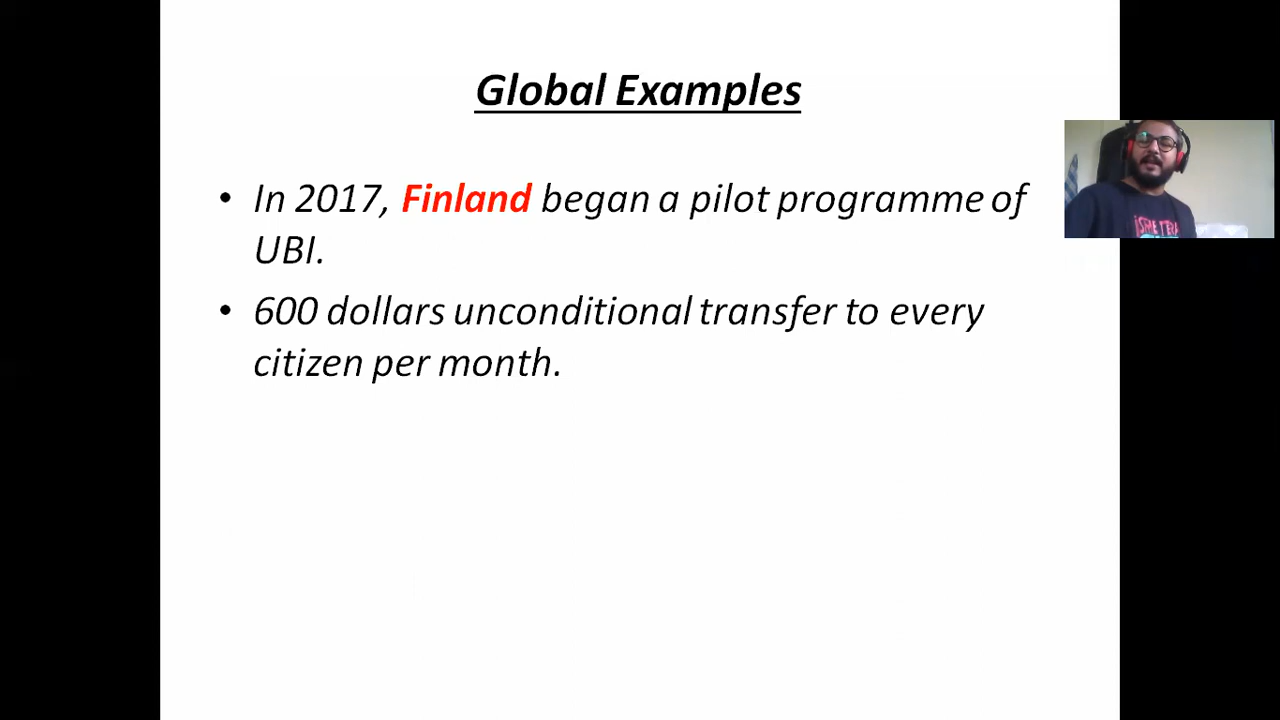 Global Examples
• In 2017, Finland began a pilot programme of
UBI.
• 600 dollars unconditional transfer to every
citizen per month.